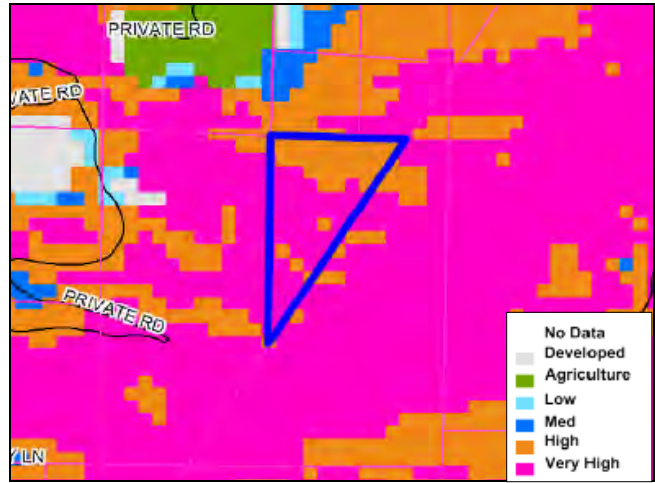 PRIVATE RD
VATE RD
PRIVATE RD
Y LN
No Data
Developed
Agriculture
Low
Med
High
Very High